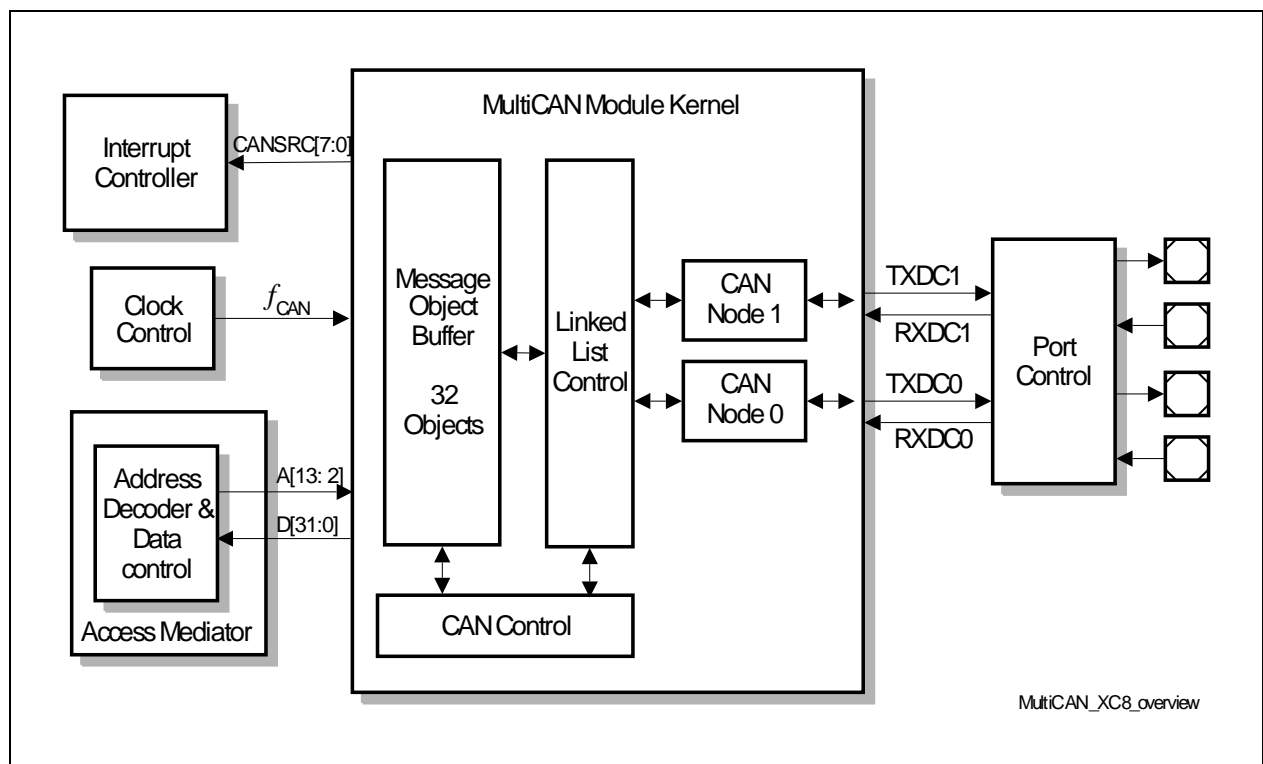 MultiCAN Module Kernel
Interrupt
Controller
CANSRC[7:0]
Clock
Control
fCAN
Address
Decoder &
Data
control
A[13: 2]
D[31:0]
Access Mediator
Message
Object
Buffer
32
Objects
Linked
List
Control
CAN
Node 1
CAN
Node 0
CAN Control
TXDC1
RXDC1
TXDC0
RXDC0
Port
Control
MultiCAN_XC8_overview